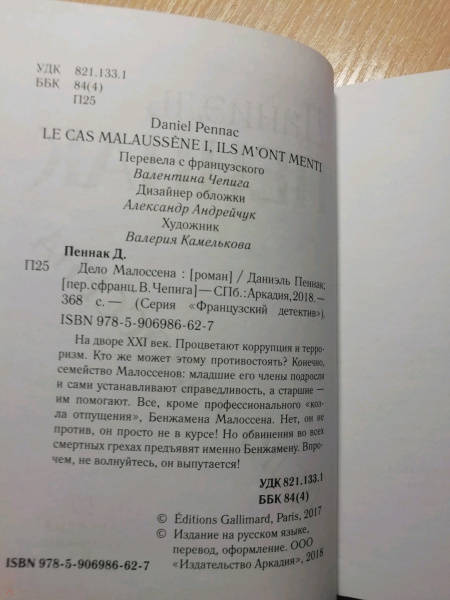 УДК 821.133.1
ББК 84(4)
П25
Daniel Pennac
LE CAS MALAUSSÈNE I, ILS M'ONT MENTI
Перевела с французского
Валентина Чепига
Дизайнер обложки
Александр Андрейчук
Художник
Валерия Камелькова
Пеннак Д.
П25 Дело Малоссена : [роман] / Даниэль Пеннак;
[пер. с франц. В. Чепига] — СПб. : Аркадия, 2018. —
368 с. — (Серия «Французский детектив»).
ISBN 978-5-906986-62-7
На дворе XXI век. Процветают коррупция и терро-
ризм. Кто же может этому противостоять? Конечно,
семейство Малоссенов: младшие его члены подросли
и сами устанавливают справедливость, а старшие —
им помогают. Все, кроме профессионального «коз-
ла отпущения», Бенжамена Малоссена. Нет, он не
против, он просто не в курсе! Но обвинения во всех
смертных грехах предъявят именно Бенжамену. Впро-
чем, не волнуйтесь, он выпутается!
УДК 821.133.1
ББК 84(4)
© Éditions Gallimard, Paris, 2017
© Издание на русском языке,
перевод, оформление. ООО
ISBN 978-5-906986-62-7 «Издательство Аркадия», 2018